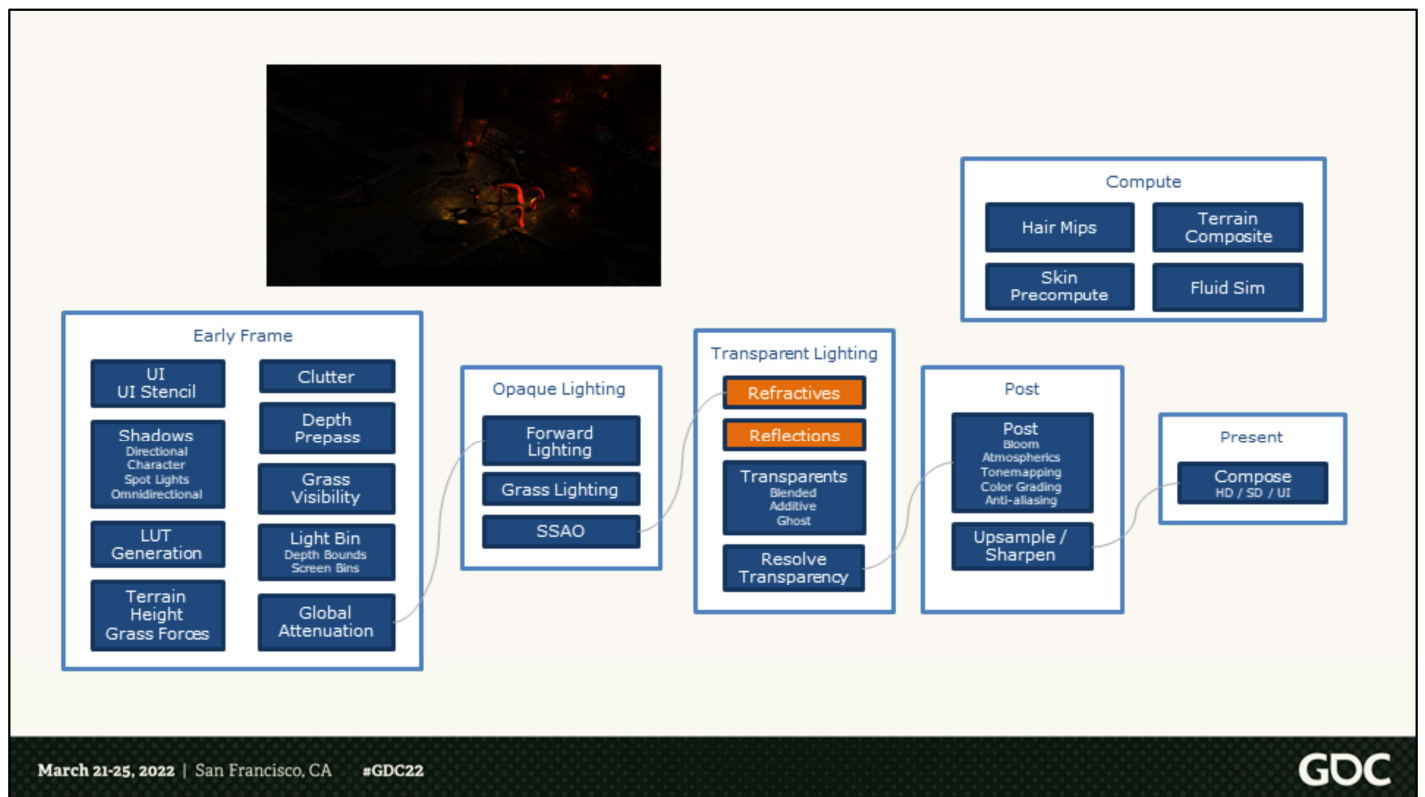 Compute
Hair Mips
Terrain
Composite
Skin
Precompute
Fluid Sim
Early Frame
UI
UI Stencil
Shadows
Directional
Character
Spot Lights
Omnidirectional
LUT
Generation
Terrain
Height
Grass Forces
Clutter
Depth
Prepass
Grass
Visibility
Light Bin
Depth Bounds
Screen Bins
Global
Attenuation
Opaque Lighting
Forward
Lighting
Grass Lighting
SSAO
Transparent Lighting
Refractives
Reflections
Transparents
Blended
Additive
Ghost
Resolve
Transparency
Post
Post
Bloom
Atmospherics
Tonemapping
Color Grading
Anti-aliasing
Upsample /
Sharpen
Present
Compose
HD / SD / UI
March 21-25, 2022 | San Francisco, CA #GDC22
GDC